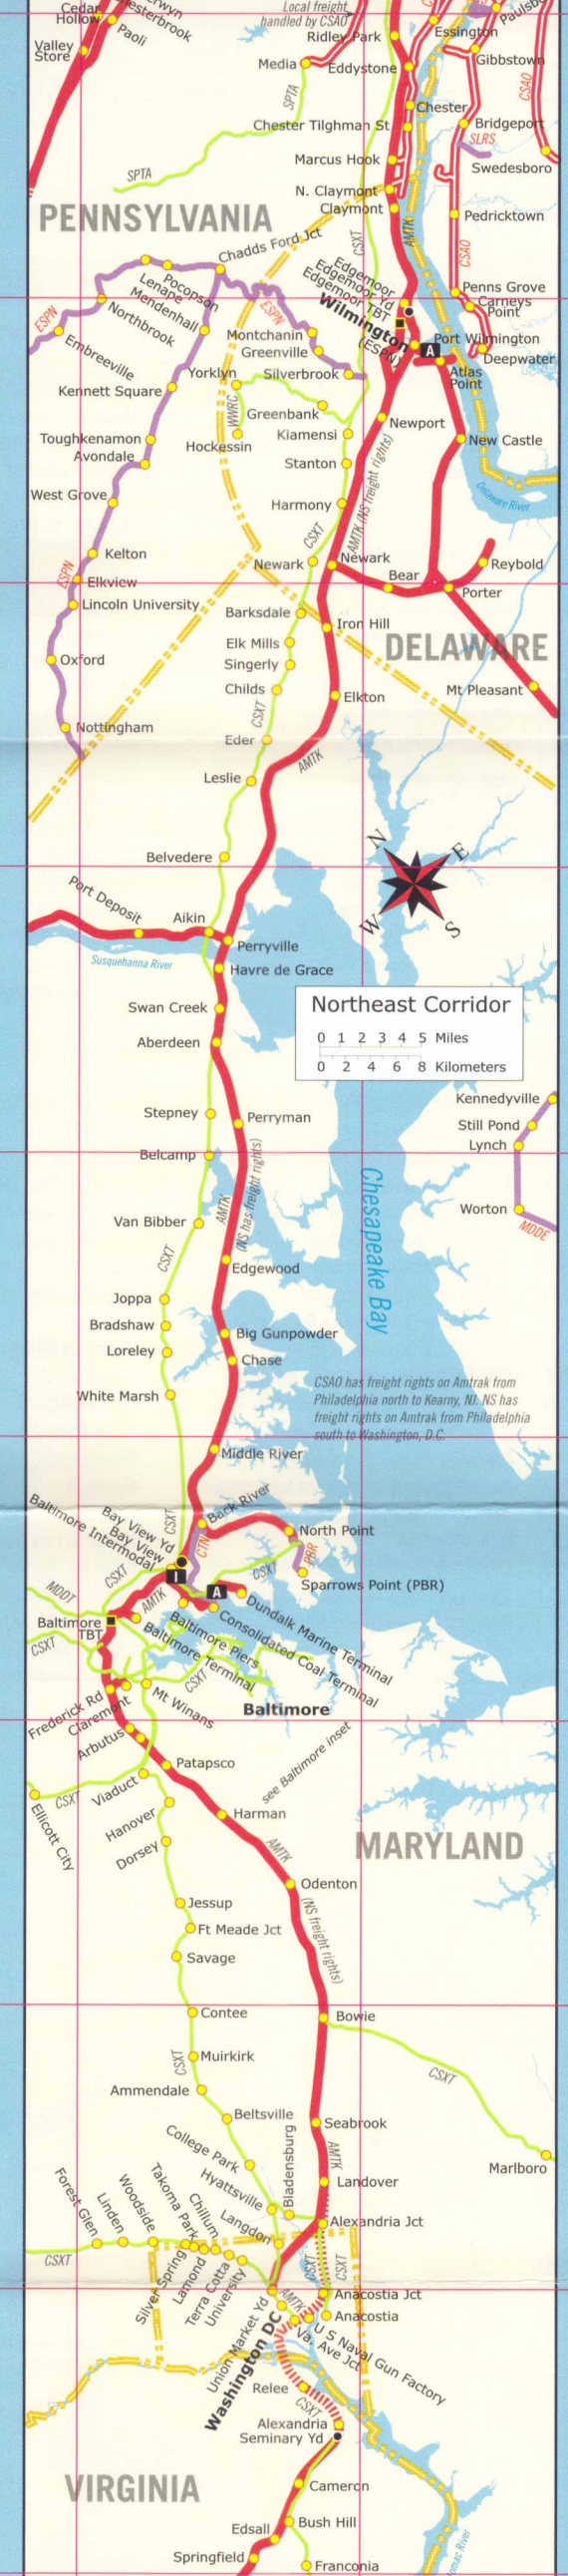 Cedar
Hollow
Chesterbrook
Paoli
Valley
Store
Local freight
handled by CSAO
Ridley Park
Essington
Gibbstown
Media
Eddystone
SPTA
CSAO
Chester
Chester Tilghman St
Bridgeport
SLRS
Swedesboro
Marcus Hook
SPTA
N. Claymont
Claymont
PENNSYLVANIA
AMTK
CSXT
Pedricktown
CSAO
Chadds Ford Jct
Pocopson
Lenape
Mendenhall
Northbrook
ESPN
Embreeville
ESPN
Edgemoor
Edgemoor Yd
Edgemoor TBT
Wilmington
(ESPN)
Penns Grove
Carneys
Point
Port Wilmington
A
Deepwater
Atlas
Point
Montchanin
Greenville
Yorklyn
Silverbrook
Kennett Square
WWRC
Greenbank
Hockessin
Kiamensi
Newport
Toughkenamon
Avondale
New Castle
Stanton
West Grove
Harmony
AMTK (NS freight rights)
Delaware River
CSXT
Kelton
Newark
Newark
Reybold
Bear
Porter
ESPN
Elkview
Lincoln University
Barksdale
Iron Hill
DELAWARE
Elk Mills
Singerly
Oxford
Childs
Elkton
Mt Pleasant
CSXT
Nottingham
Eder
AMTK
Leslie
N
E
W
S
Belvedere
Port Deposit
Aikin
Perryville
Susquehanna River
Havre de Grace
Northeast Corridor
0 1 2 3 4 5 Miles
0 2 4 6 8 Kilometers
Swan Creek
Aberdeen
Kennedyville
Still Pond
Lynch
Stepney
Perryman
Belcamp
Worton
MDDE
Chesapeake Bay
AMTK
(NS has freight rights)
Van Bibber
CSXT
Edgewood
Joppa
Bradshaw
Loreley
Big Gunpowder
Chase
White Marsh
CSAO has freight rights on Amtrak from
Philadelphia north to Kearny, NJ. NS has
freight rights on Amtrak from Philadelphia
south to Washington, D.C.
Middle River
Back River
CSXT
Bay View Yd
Bay View
Baltimore Intermodal
CTN
North Point
PBR
Sparrows Point (PBR)
CSXT
I
A
MDDT
CSXT
AMTK
Dundalk Marine Terminal
Consolidated Coal Terminal
Baltimore Piers
Baltimore Terminal
Baltimore
TBT
CSXT
CSXT
Mt Winans
Frederick Rd
Claremont
Arbutus
Baltimore
see Baltimore inset
Patapsco
Viaduct
CSXT
Ellicott City
Hanover
Harman
Dorsey
AMTK
MARYLAND
Odenton
(NS freight rights)
Jessup
Ft Meade Jct
Savage
Contee
Bowie
CSXT
Muirkirk
CSXT
Ammendale
Beltsville
Seabrook
Marlboro
College Park
Bladensburg
AMTK
Landover
Hyattsville
Langdon
Alexandria Jct
Forest Glen
Linden
Woodside
Takoma Park
Chillum
CSXT
Silver Spring
Lamond
Terra Cotta
University
CSXT
CSXT
Anacostia Jct
Anacostia
AMTK
Union Market Yd
Washington DC
U S Naval Gun Factory
Va. Ave Jct
Relee
CSXT
Alexandria
Seminary Yd
VIRGINIA
Cameron
Bush Hill
Edsall
Springfield
Franconia